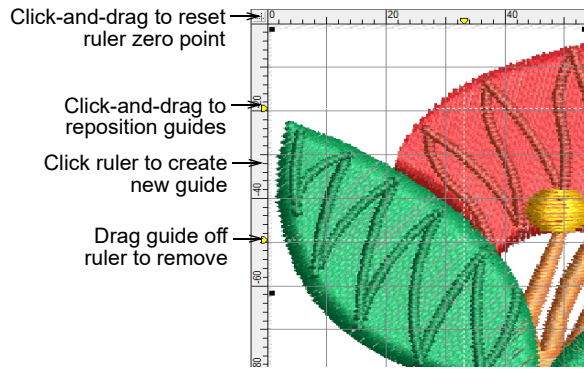 Click-and-drag to reset
ruler zero point
0
20
40
Click-and-drag to
reposition guides
Click ruler to create
new guide
-40
Drag guide off
ruler to remove
-60
-80